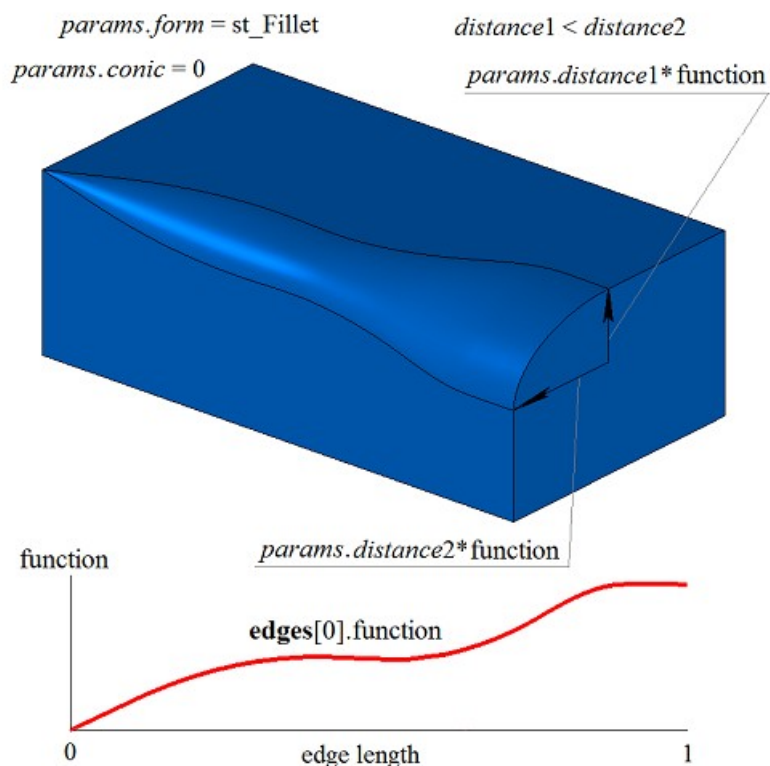 params.form = st_Fillet
distance1 < distance2
params.conic = 0
params.distance1* function
params.distance2* function
function
edges[0].function
0
edge length
1